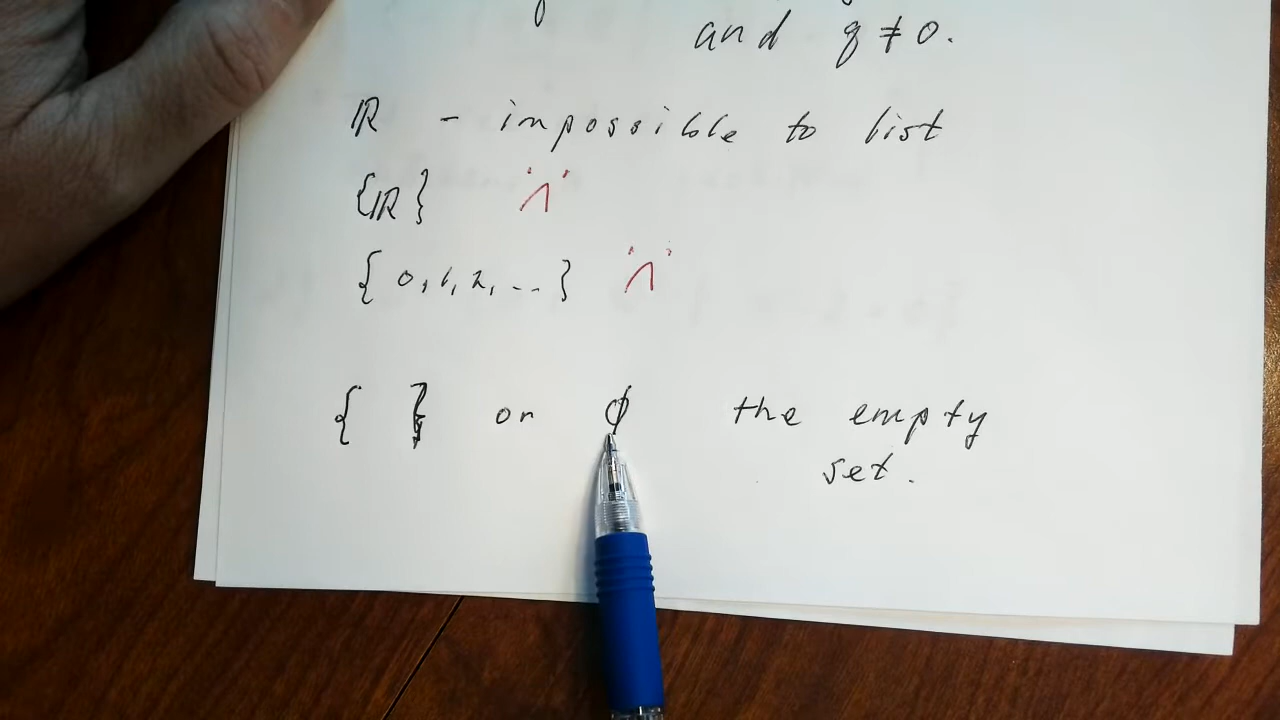 and q ≠ 0.
ℝ - impossible to list
{ℝ}
{0, 1, 2, ...}
{ } or ∅ the empty
set.